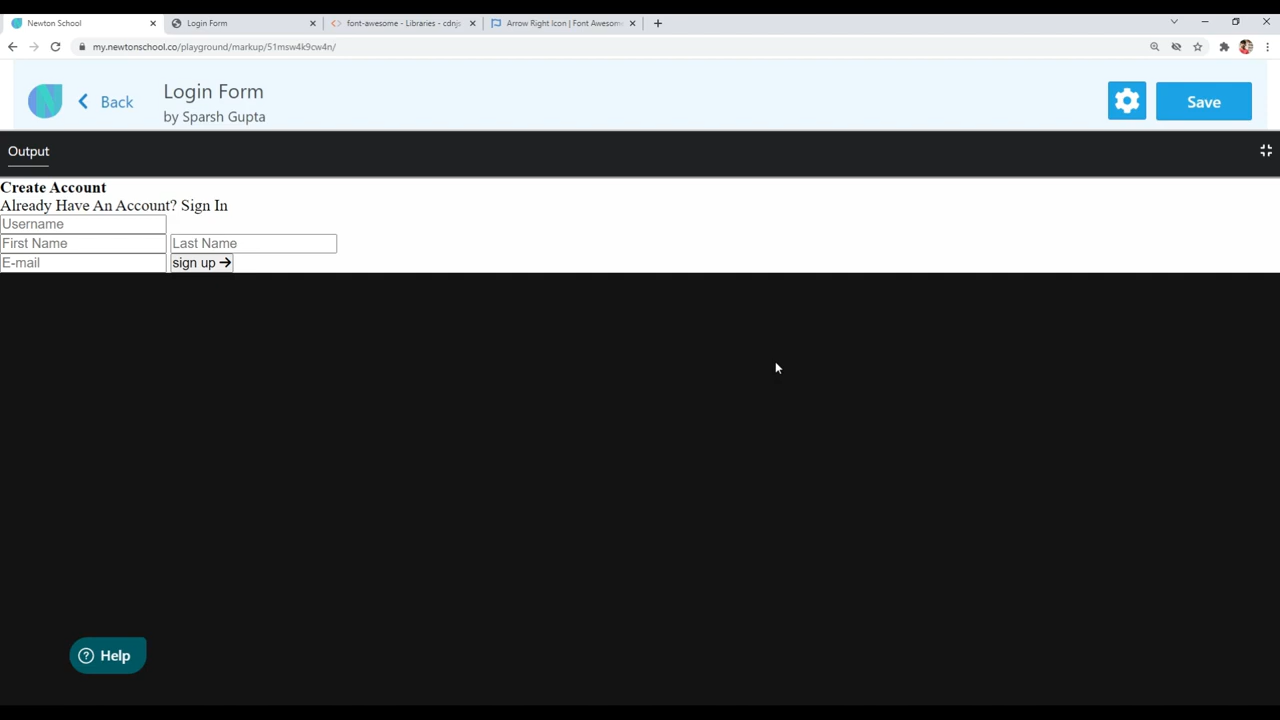 Newton School
Login Form
font-awesome - Libraries - cdnjs
Arrow Right Icon | Font Awesom
my.newtonschool.co/playground/markup/51msw4k9cw4n/
Back
Login Form
by Sparsh Gupta
Save
Output
Create Account
Already Have An Account? Sign In
Username
First Name Last Name
E-mail sign up →
? Help